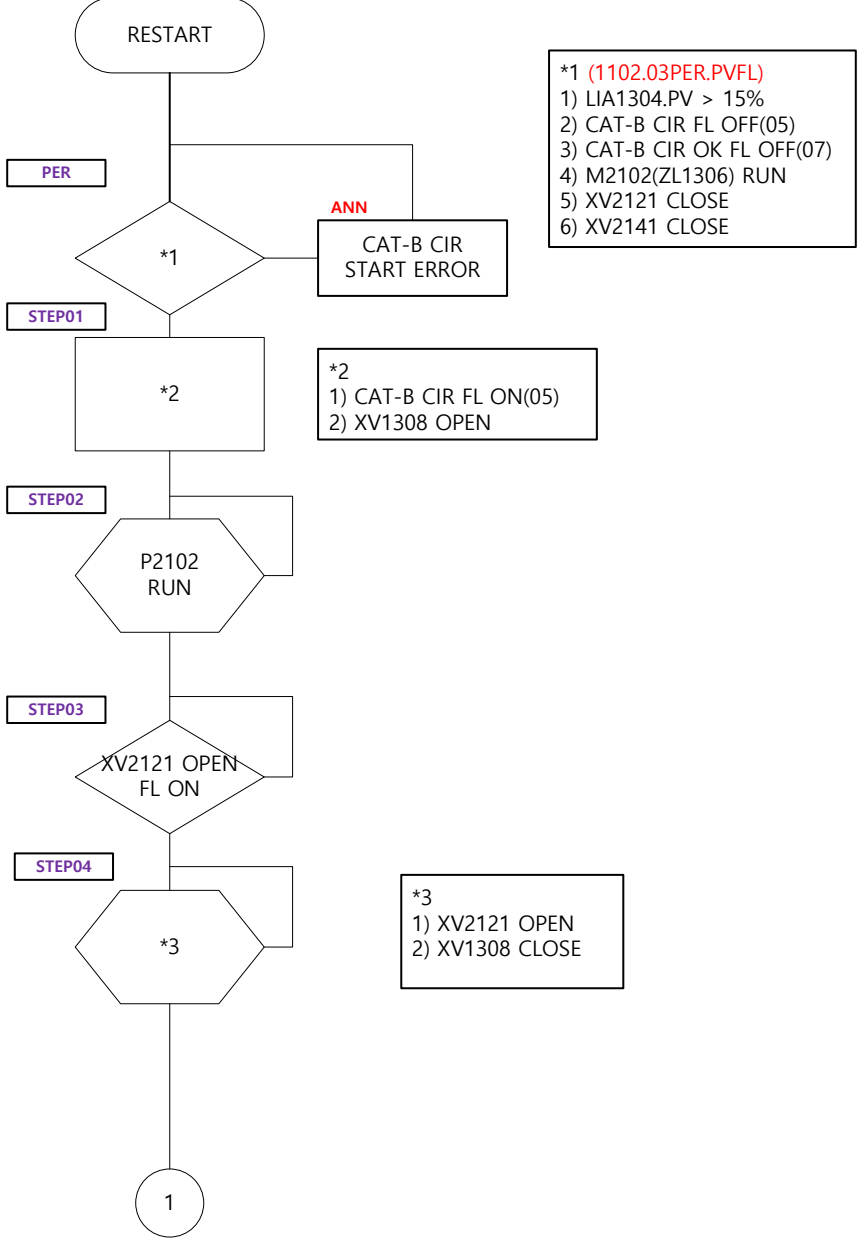 RESTART
*1 (1102.03PER.PVFL)
1) LIA1304.PV > 15%
2) CAT-B CIR FL OFF(05)
3) CAT-B CIR OK FL OFF(07)
4) M2102(ZL1306) RUN
5) XV2121 CLOSE
6) XV2141 CLOSE
PER
ANN
*1
CAT-B CIR
START ERROR
STEP01
*2
*2
1) CAT-B CIR FL ON(05)
2) XV1308 OPEN
STEP02
P2102
RUN
STEP03
XV2121 OPEN
FL ON
STEP04
*3
*3
1) XV2121 OPEN
2) XV1308 CLOSE
1